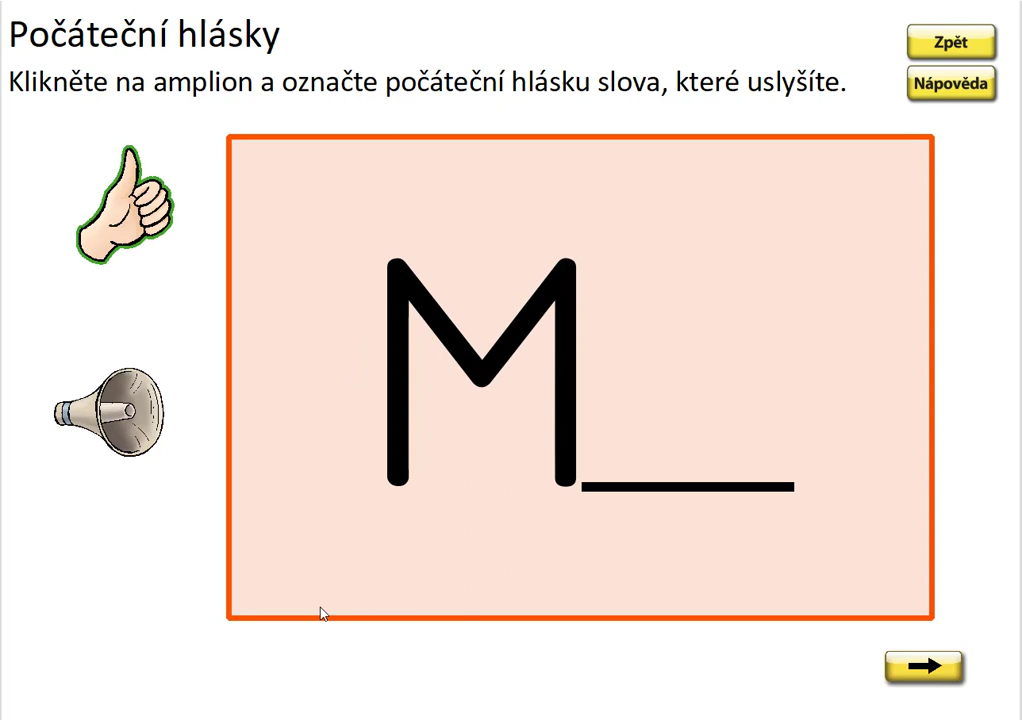 Počáteční hlásky
Zpět
Klikněte na amplion a označte počáteční hlásku slova, které uslyšíte.
Nápověda
M_